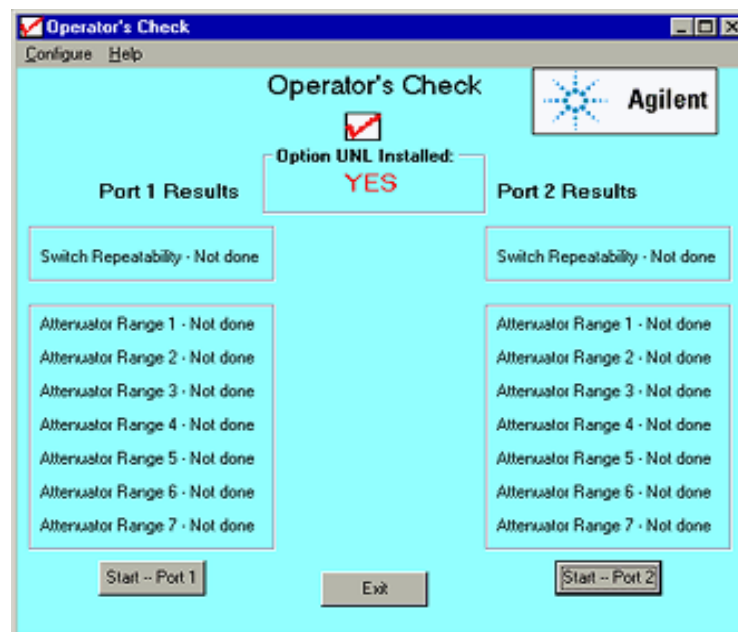 Operator's Check
Configure Help
Operator's Check
Agilent
Option UNL Installed:
YES
Port 1 Results
Port 2 Results
Switch Repeatability - Not done
Switch Repeatability - Not done
Attenuator Range 1 - Not done
Attenuator Range 2 - Not done
Attenuator Range 3 - Not done
Attenuator Range 4 - Not done
Attenuator Range 5 - Not done
Attenuator Range 6 - Not done
Attenuator Range 7 - Not done
Attenuator Range 1 - Not done
Attenuator Range 2 - Not done
Attenuator Range 3 - Not done
Attenuator Range 4 - Not done
Attenuator Range 5 - Not done
Attenuator Range 6 - Not done
Attenuator Range 7 - Not done
Start -- Port 1
Exit
Start -- Port 2